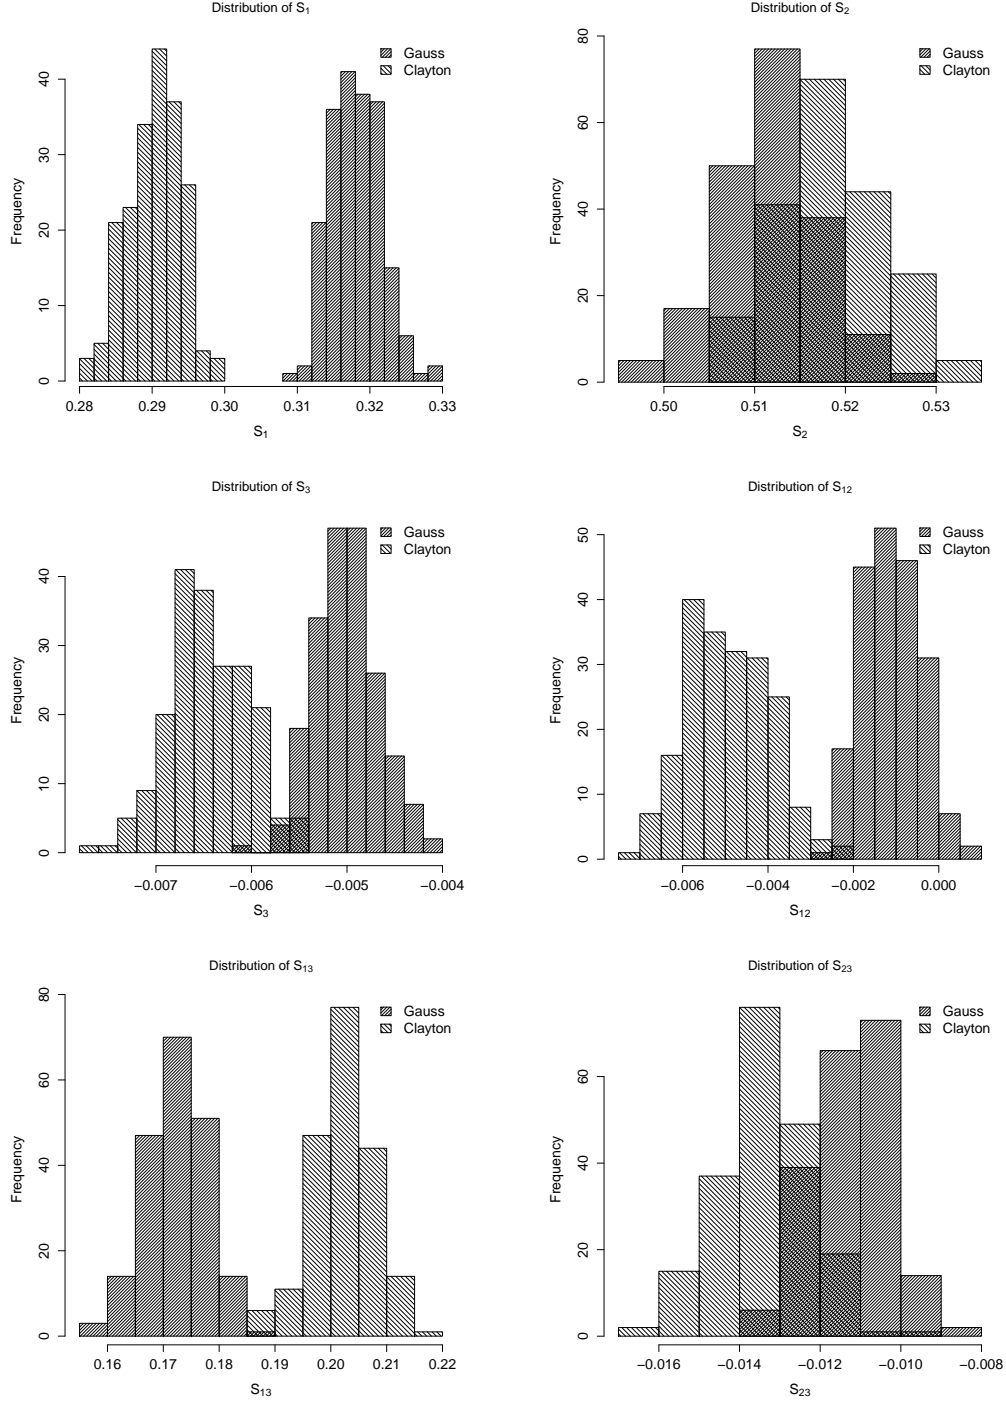 Distribution of S₁
Gauss
Clayton
Frequency
0
10
20
30
40
0.28 0.29 0.30 0.31 0.32 0.33
S₁
Distribution of S₂
Gauss
Clayton
Frequency
0
20
40
60
80
0.50 0.51 0.52 0.53
S₂
Distribution of S₃
Gauss
Clayton
Frequency
0
10
20
30
40
−0.007 −0.006 −0.005 −0.004
S₃
Distribution of S₁₂
Gauss
Clayton
Frequency
0
10
20
30
40
50
−0.006 −0.004 −0.002 0.000
S₁₂
Distribution of S₁₃
Gauss
Clayton
Frequency
0
20
40
60
80
0.16 0.17 0.18 0.19 0.20 0.21 0.22
S₁₃
Distribution of S₂₃
Gauss
Clayton
Frequency
0
20
40
60
−0.016 −0.014 −0.012 −0.010 −0.008
S₂₃